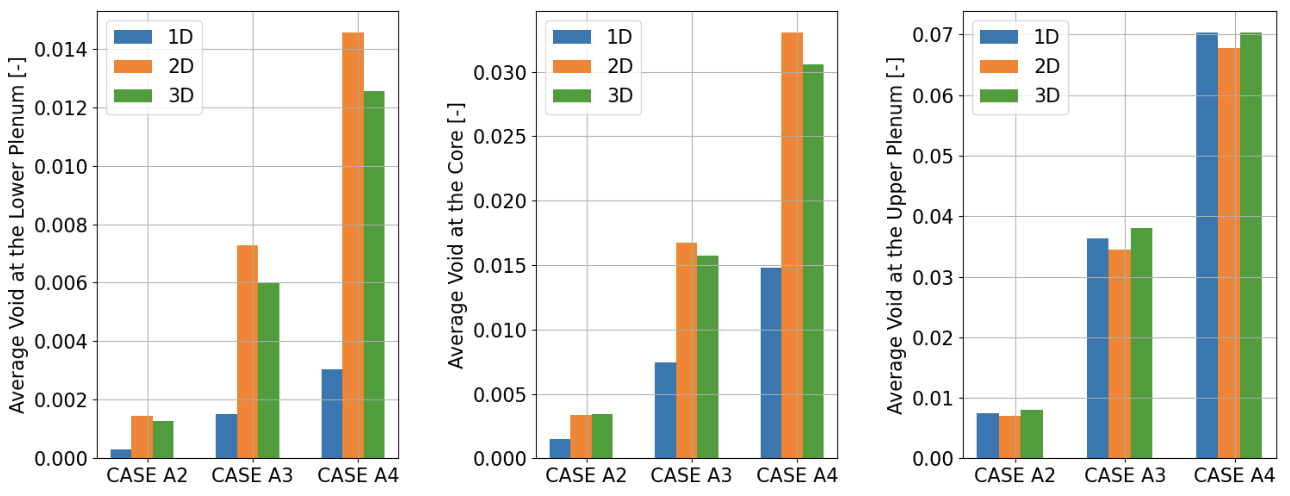 Average Void at the Lower Plenum [-]
0.014
0.012
0.010
0.008
0.006
0.004
0.002
0.000
1D
2D
3D
CASE A2
CASE A3
CASE A4
Average Void at the Core [-]
0.030
0.025
0.020
0.015
0.010
0.005
0.000
1D
2D
3D
CASE A2
CASE A3
CASE A4
Average Void at the Upper Plenum [-]
0.07
0.06
0.05
0.04
0.03
0.02
0.01
0.00
1D
2D
3D
CASE A2
CASE A3
CASE A4